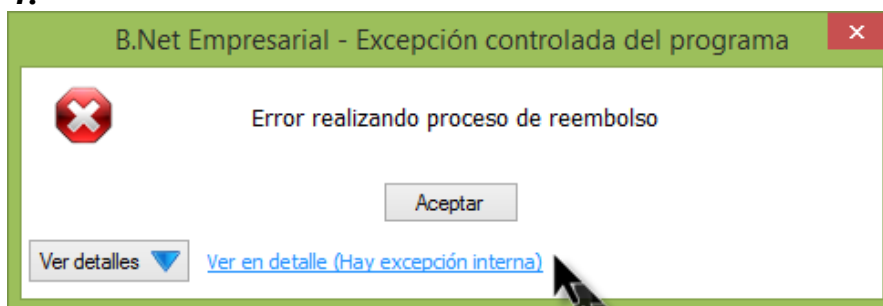 B.Net Empresarial - Excepción controlada del programa
Error realizando proceso de reembolso
Aceptar
Ver detalles Ver en detalle (Hay excepción interna)